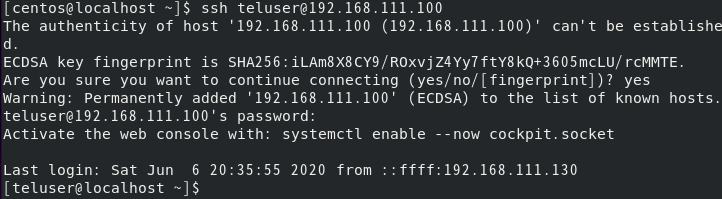 [centos@localhost ~]$ ssh teluser@192.168.111.100
The authenticity of host '192.168.111.100 (192.168.111.100)' can't be establishe
d.
ECDSA key fingerprint is SHA256:iLAm8X8CY9/ROxvjZ4Yy7ftY8kQ+3605mcLU/rcMMTE.
Are you sure you want to continue connecting (yes/no/[fingerprint])? yes
Warning: Permanently added '192.168.111.100' (ECDSA) to the list of known hosts.
teluser@192.168.111.100's password:
Activate the web console with: systemctl enable --now cockpit.socket
Last login: Sat Jun  6 20:35:55 2020 from ::ffff:192.168.111.130
[teluser@localhost ~]$